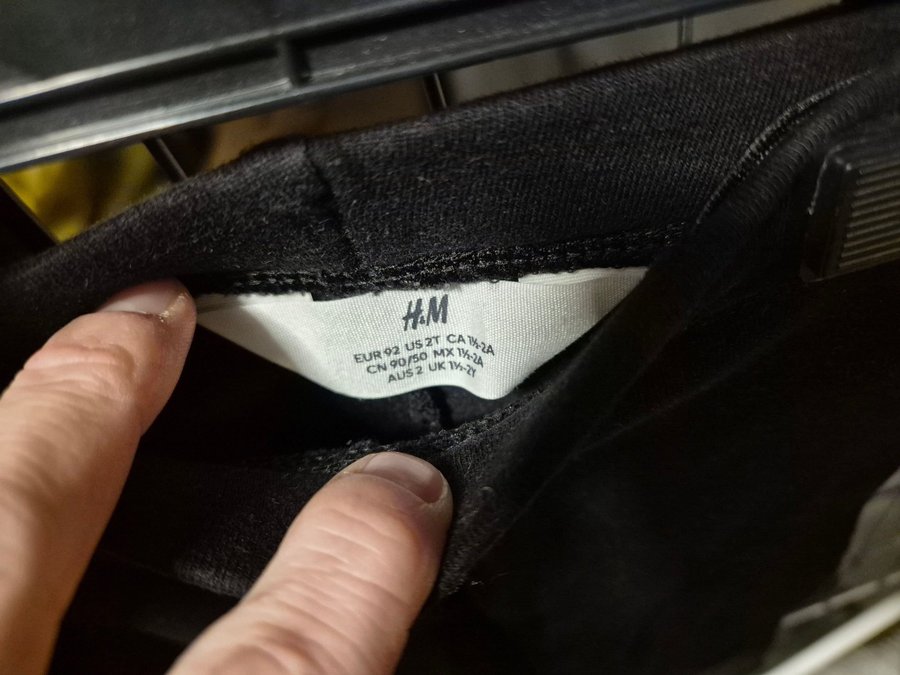 H&M
EUR 92 US 2T CA 1½-2A
CN 90/50 MX 1½-2A
AUS 2 UK 1½-2Y